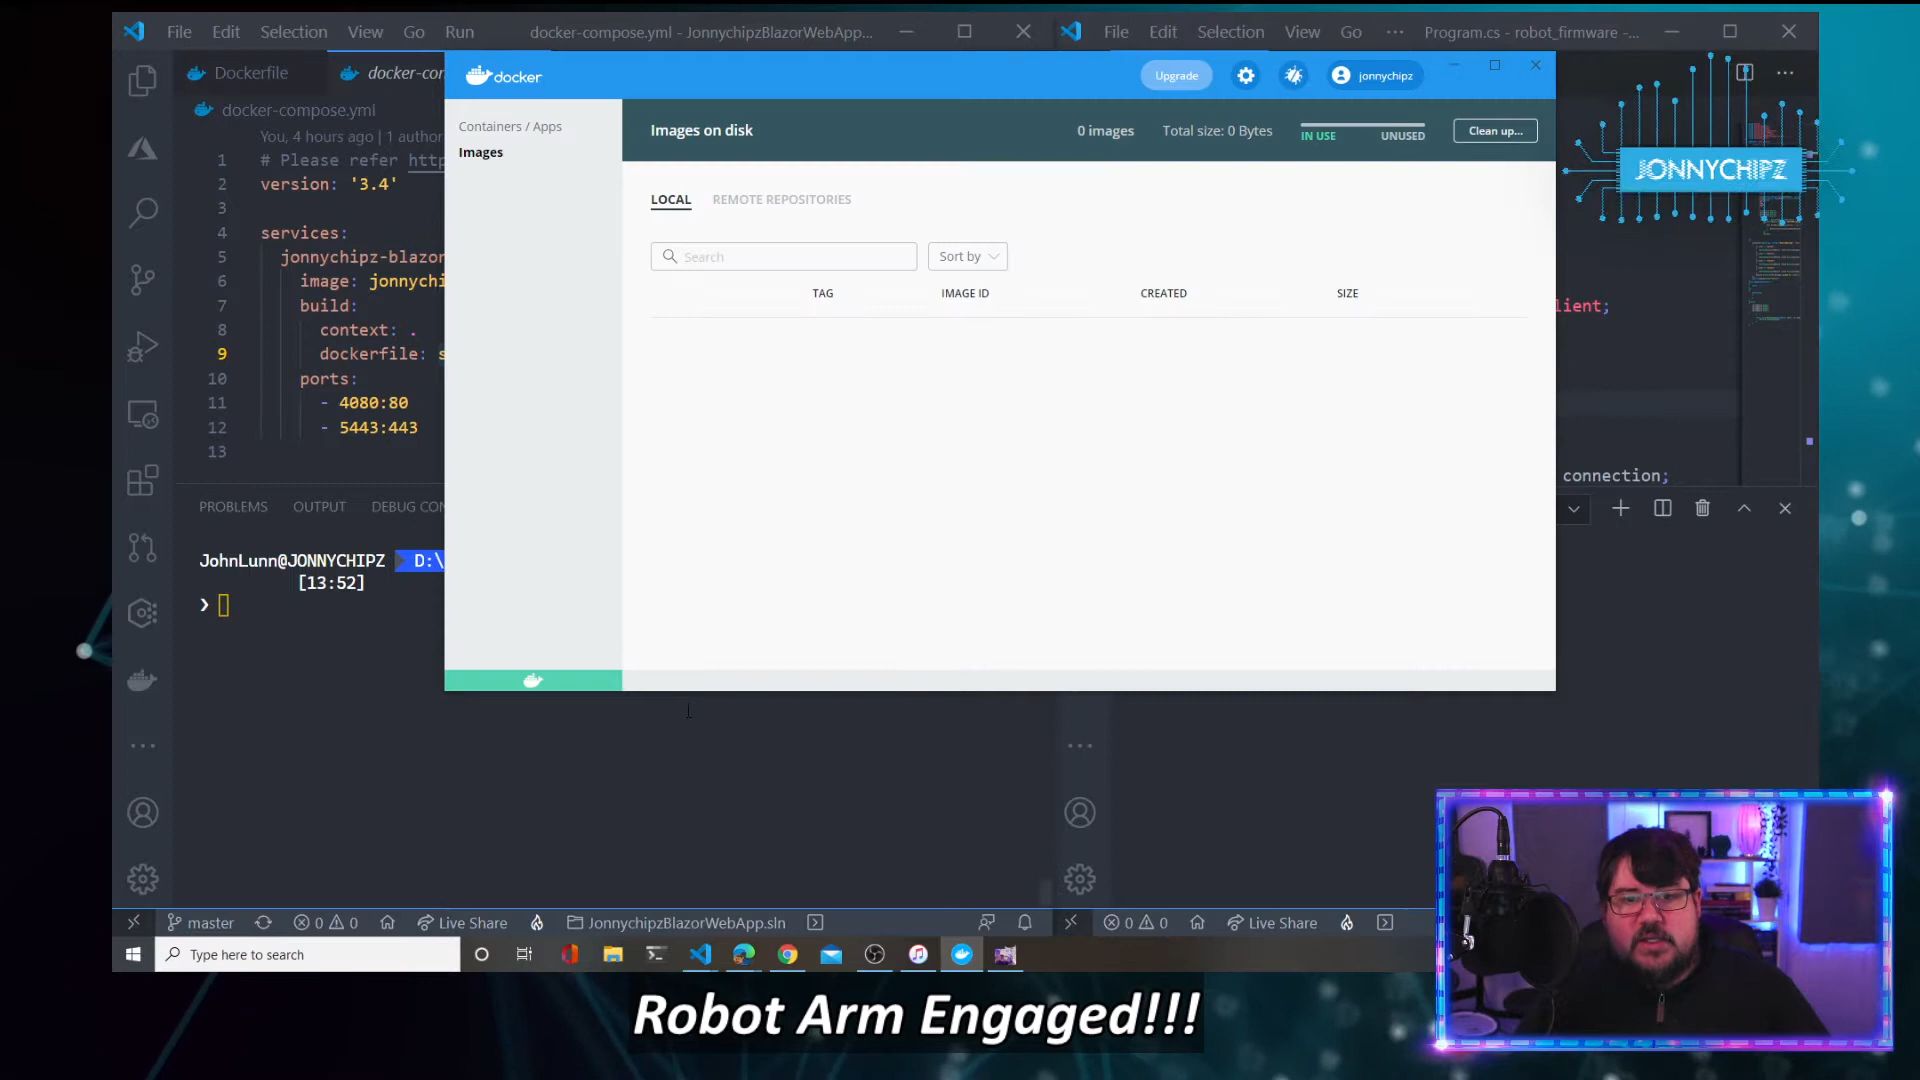 File Edit Selection View Go Run docker-compose.yml - JonnychipzBlazorWebApp...
File Edit Selection View Go ... Program.cs - robot_firmware - ...
Dockerfile docker-con
docker-compose.yml
You, 4 hours ago | 1 author
1 # Please refer http
2 version: '3.4'
3
4 services:
5 jonnychipz-blazor
6 image: jonnychi
7 build:
8 context: .
9 dockerfile: s
10 ports:
11 - 4080:80
12 - 5443:443
13
PROBLEMS OUTPUT DEBUG CON
JohnLunn@JONNYCHIPZ D:\
[13:52]
❯
docker
Upgrade
jonnychipz
Containers / Apps
Images
Images on disk
0 images Total size: 0 Bytes
IN USE UNUSED
Clean up...
LOCAL REMOTE REPOSITORIES
Search
Sort by
TAG IMAGE ID CREATED SIZE
JONNYCHIPZ
lient;
connection;
master 0 0 Live Share JonnychipzBlazorWebApp.sln
0 0 Live Share
Type here to search
Robot Arm Engaged!!!